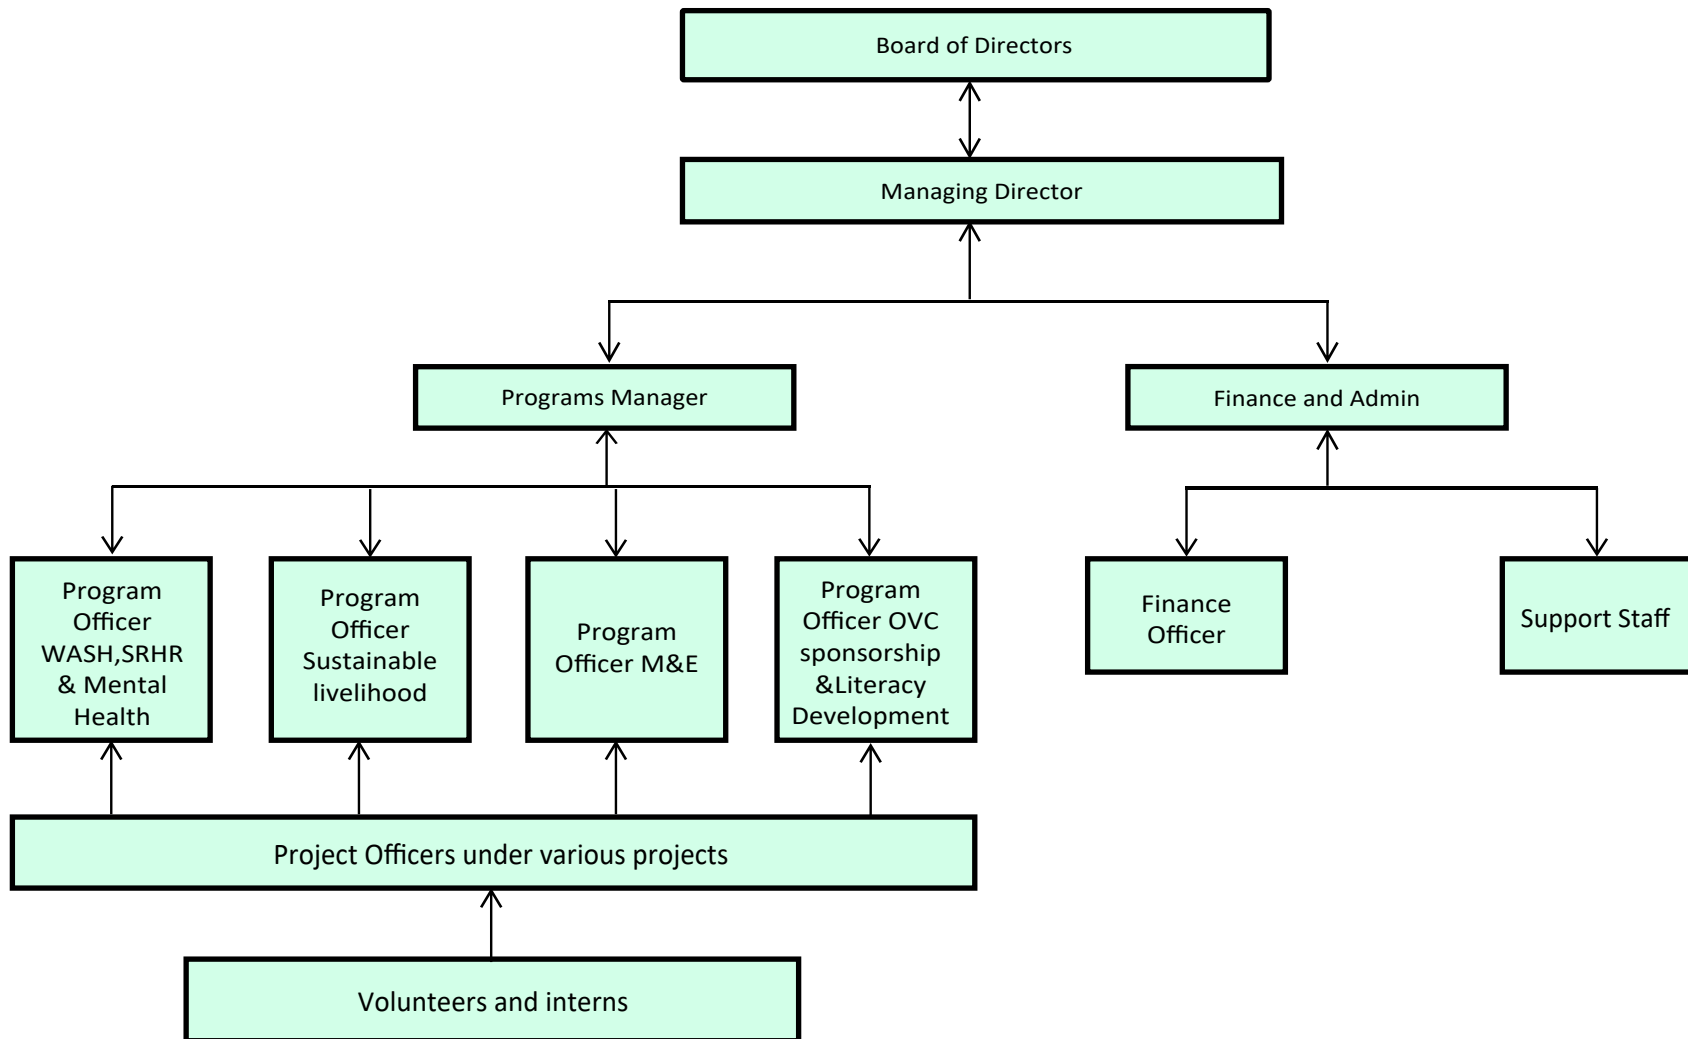 Board of Directors
Managing Director
Programs Manager
Finance and Admin
Program
Officer
WASH,SRHR
& Mental
Health
Program
Officer
Sustainable
livelihood
Program
Officer M&E
Program
Officer OVC
sponsorship
&Literacy
Development
Finance
Officer
Support Staff
Project Officers under various projects
Volunteers and interns